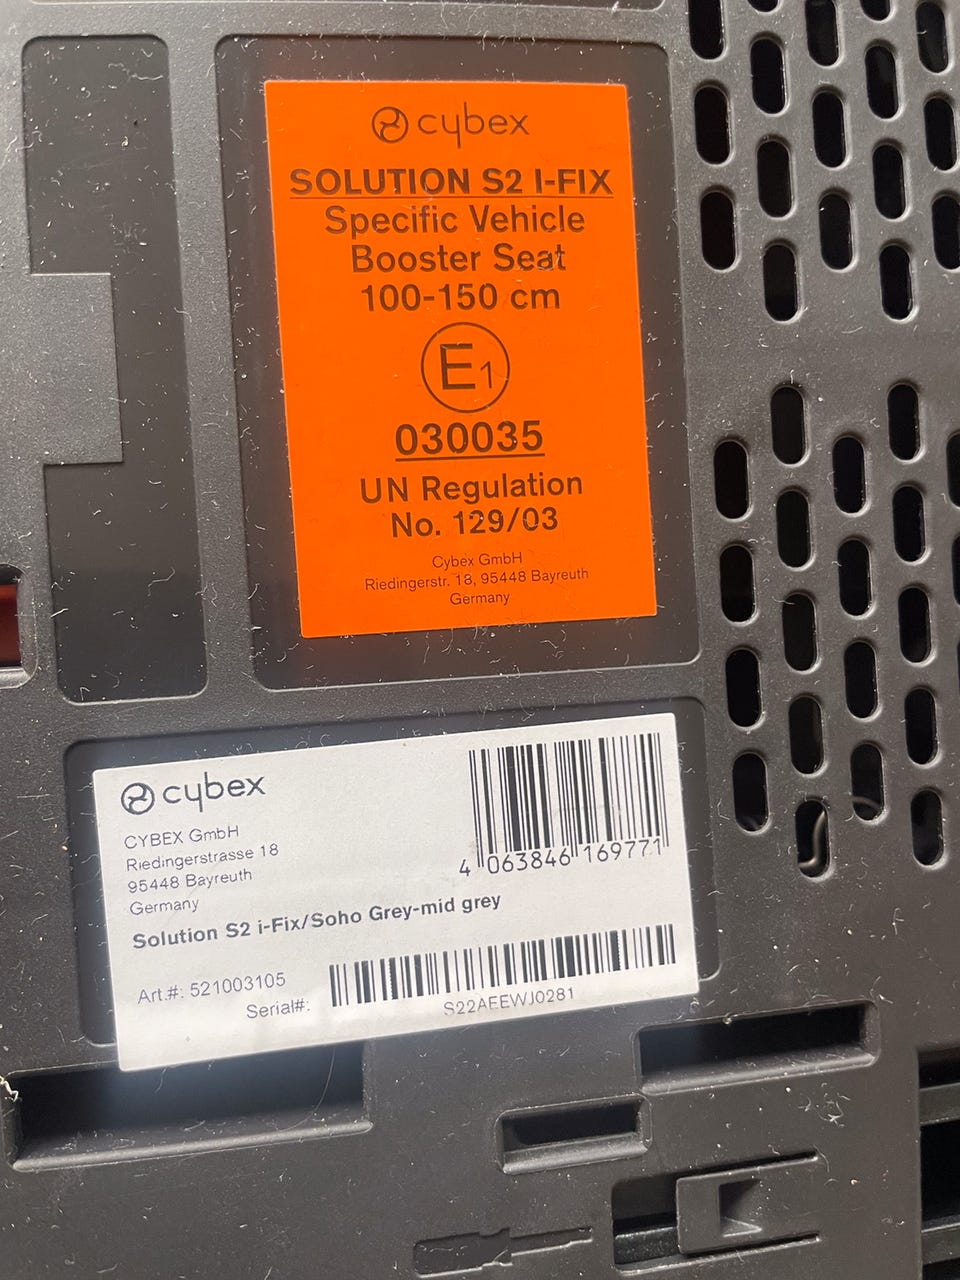 cybex
SOLUTION S2 I-FIX
Specific Vehicle
Booster Seat
100-150 cm
E1
030035
UN Regulation
No. 129/03
Cybex GmbH
Riedingerstr. 18, 95448 Bayreuth
Germany
cybex
CYBEX GmbH
Riedingerstrasse 18
95448 Bayreuth
Germany
4 063846 169771
Solution S2 i-Fix/Soho Grey-mid grey
Art.#: 521003105
Serial#:
S22AEEWJ0281